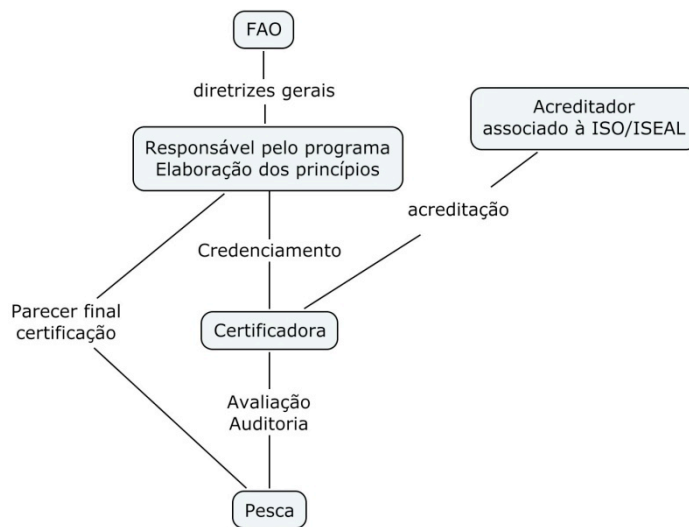 FAO
diretrizes gerais
Acreditador
associado à ISO/ISEAL
Responsável pelo programa
Elaboração dos princípios
acreditação
Credenciamento
Parecer final
certificação
Certificadora
Avaliação
Auditoria
Pesca